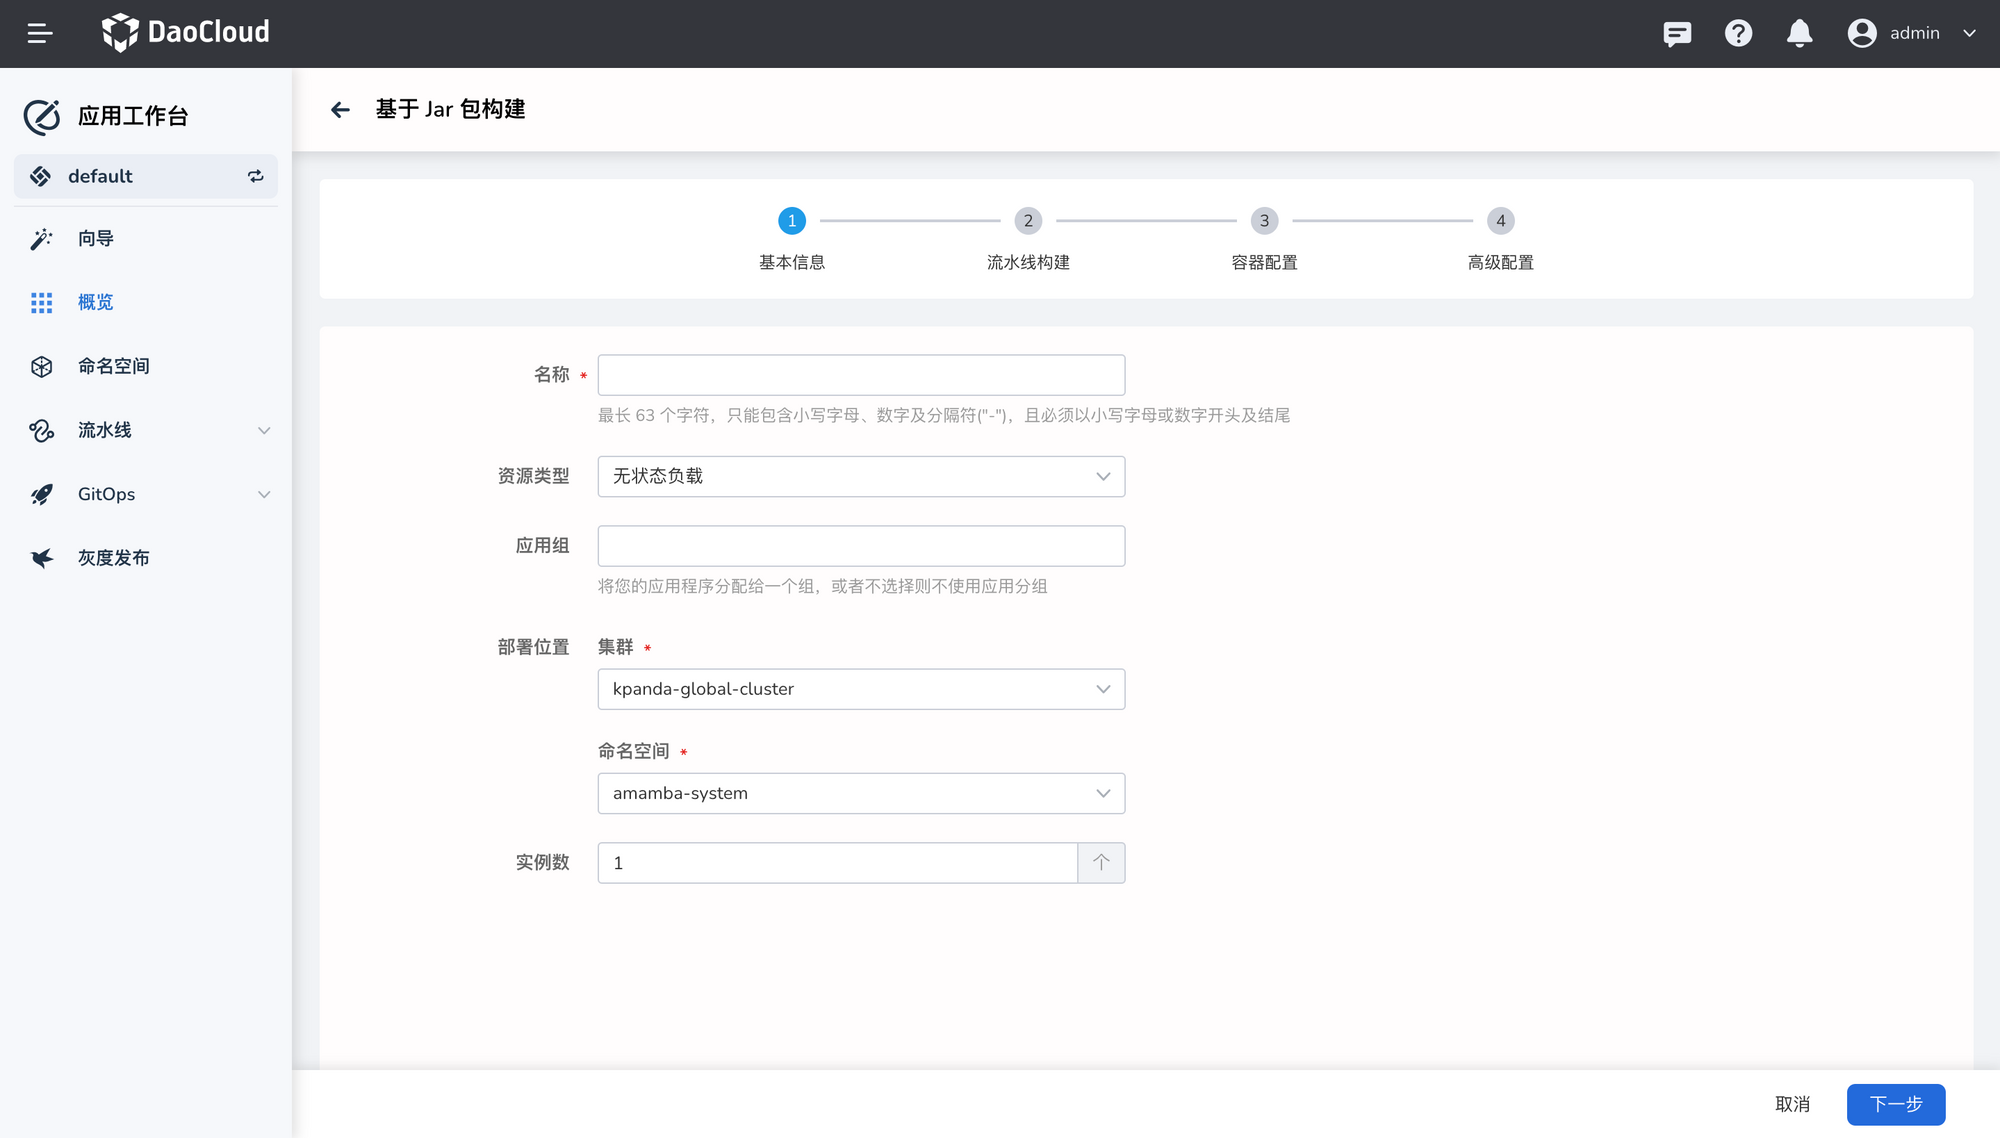 DaoCloud
admin
应用工作台
default
向导
概览
命名空间
流水线
GitOps
灰度发布
基于 Jar 包构建
1
2
3
4
基本信息
流水线构建
容器配置
高级配置
名称 *
最长 63 个字符，只能包含小写字母、数字及分隔符("-")，且必须以小写字母或数字开头及结尾
资源类型
无状态负载
应用组
将您的应用程序分配给一个组，或者不选择则不使用应用分组
部署位置
集群 *
kpanda-global-cluster
命名空间 *
amamba-system
实例数
1
个
取消
下一步